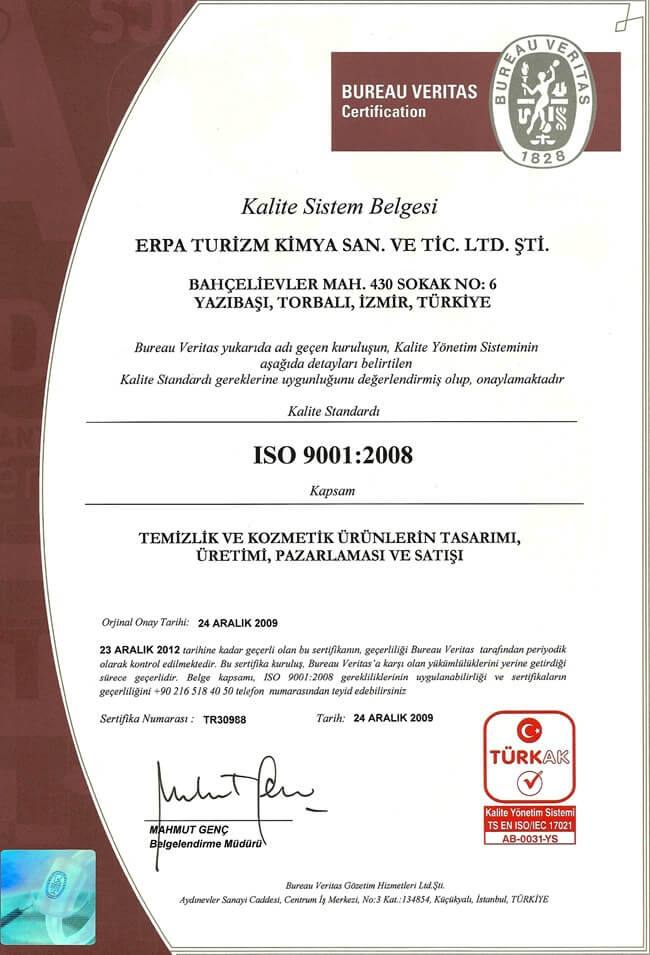 BUREAU VERITAS
Certification
BUREAU VERITAS
1828
Kalite Sistem Belgesi
ERPA TURİZM KİMYA SAN. VE TİC. LTD. ŞTİ.
BAHÇELİEVLER MAH. 430 SOKAK NO: 6
YAZIBAŞI, TORBALI, İZMİR, TÜRKİYE
Bureau Veritas yukarıda adı geçen kuruluşun, Kalite Yönetim Sisteminin
aşağıda detayları belirtilen
Kalite Standardı gereklerine uygunluğunu değerlendirmiş olup, onaylamaktadır
Kalite Standardı
ISO 9001:2008
Kapsam
TEMİZLİK VE KOZMETİK ÜRÜNLERİN TASARIMI,
ÜRETİMİ, PAZARLAMASI VE SATIŞI
Orjinal Onay Tarihi: 24 ARALIK 2009
23 ARALIK 2012 tarihine kadar geçerli olan bu sertifikanın, geçerliliği Bureau Veritas tarafından periyodik
olarak kontrol edilmektedir. Bu sertifika kuruluş, Bureau Veritas'a karşı olan yükümlülüklerini yerine getirdiği
sürece geçerlidir. Belge kapsamı, ISO 9001:2008 gerekliliklerinin uygulanabilirliği ve sertifikaların
geçerliliğini +90 216 518 40 50 telefon numarasından teyid edebilirsiniz
Sertifika Numarası : TR30988 Tarih: 24 ARALIK 2009
TÜRKAK
Kalite Yönetim Sistemi
TS EN ISO/IEC 17021
AB-0031-YS
MAHMUT GENÇ
Belgelendirme Müdürü
Bureau Veritas Gözetim Hizmetleri Ltd.Şti.
Aydınevler Sanayi Caddesi, Centrum İş Merkezi, No:3 Kat.:134854, Küçükyalı, İstanbul, TÜRKİYE